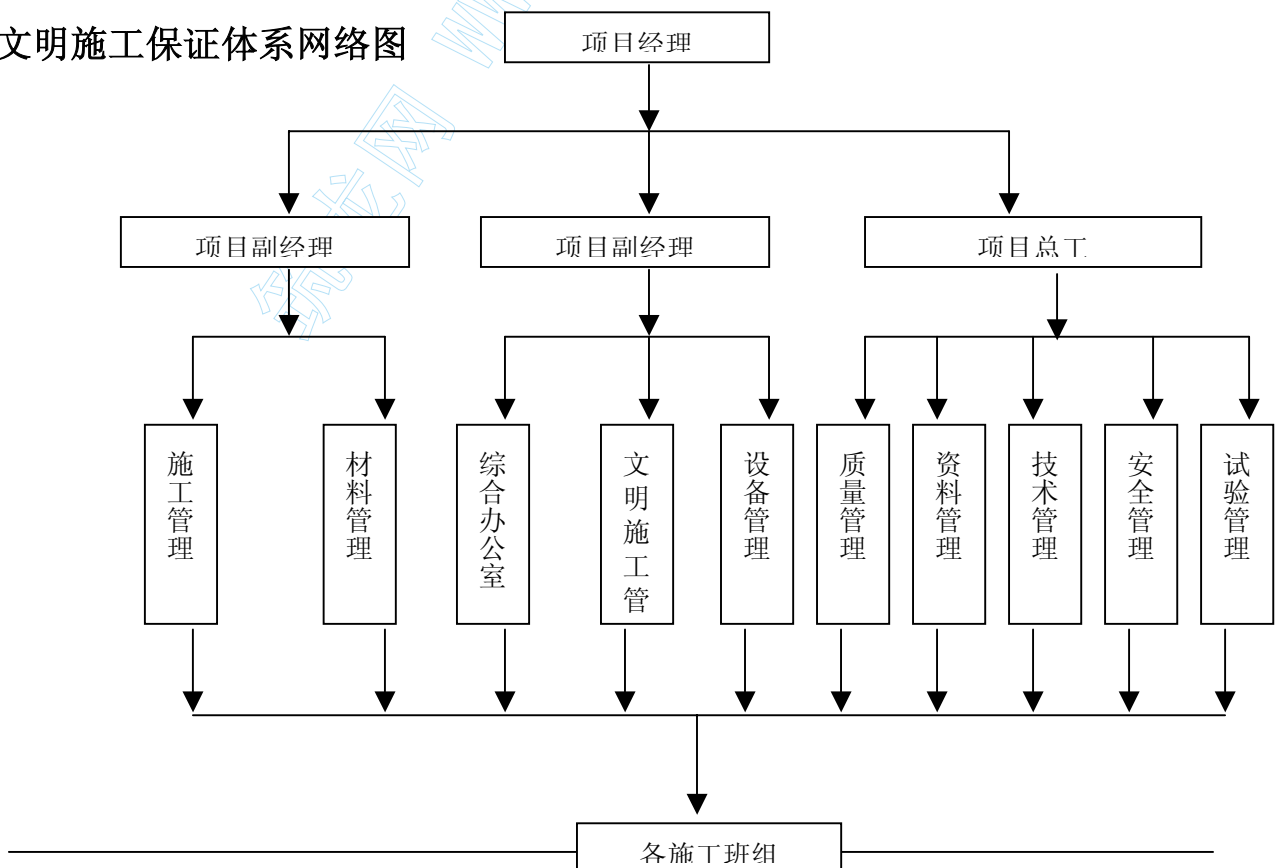 文明施工保证体系网络图
项目经理
项目副经理
项目副经理
项目总工
施工管理
材料管理
综合办公室
文明施工管
设备管理
质量管理
资料管理
技术管理
安全管理
试验管理
各施工班组
筑龙网 WW